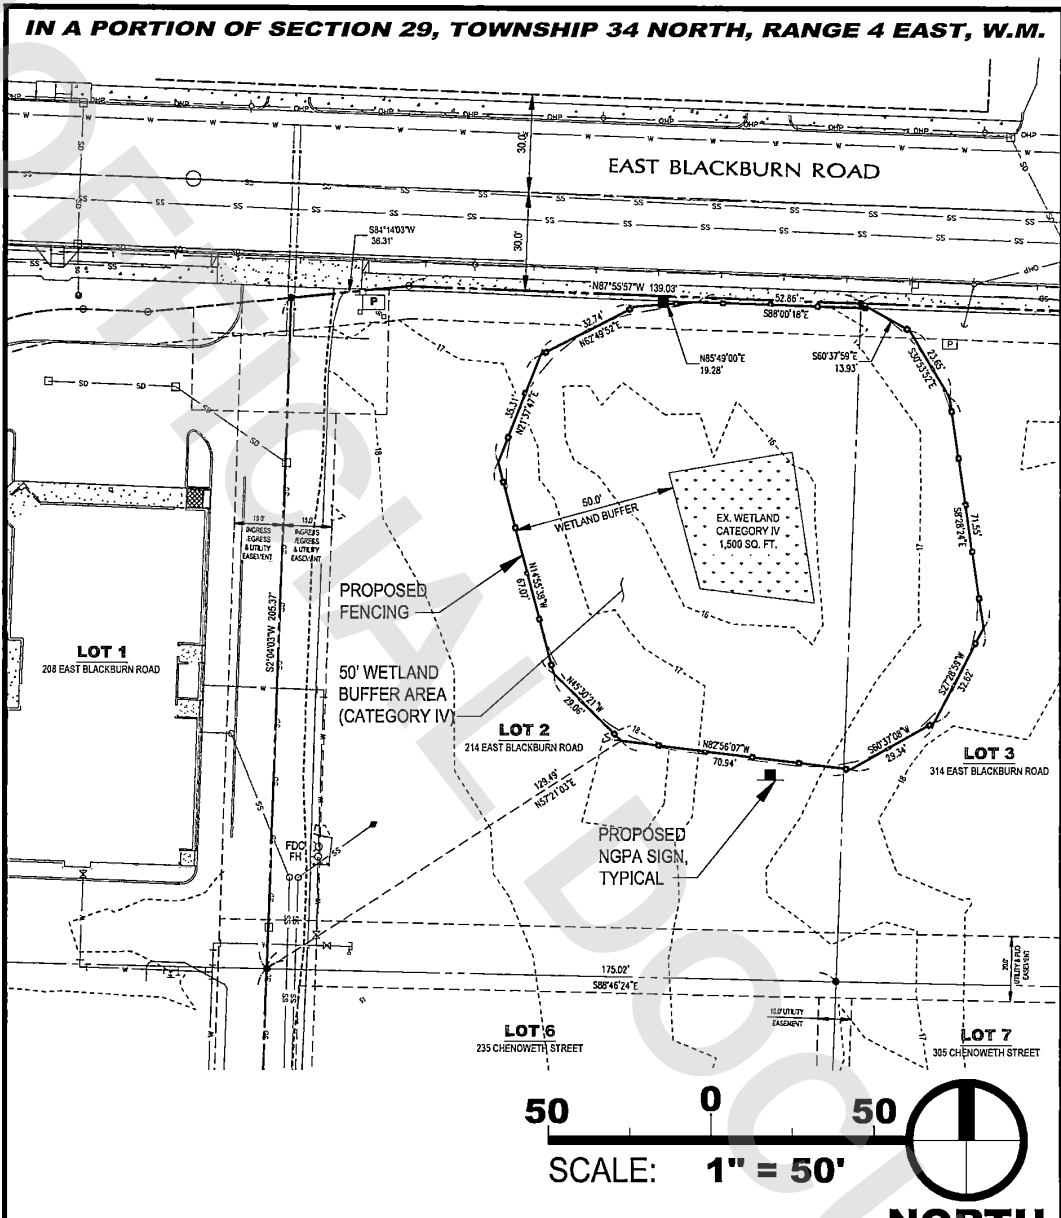 IN A PORTION OF SECTION 29, TOWNSHIP 34 NORTH, RANGE 4 EAST, W.M.
EAST BLACKBURN ROAD
30.0'
30.0'
S84°14'03"W
36.31'
N87°55'57"W 139.03'
52.86'
S88°00'18"E
32.74'
N62°49'52"E
N85°49'00"E
19.28'
S60°37'59"E
13.93'
23.65'
S30°53'52"E
35.31'
N21°37'47"E
50.0'
WETLAND BUFFER
EX. WETLAND
CATEGORY IV
1,500 SQ. FT.
71.55'
S8°28'24"E
15.0'
INGRESS
/EGRESS
& UTILITY
EASEMENT
15.0'
INGRESS
/EGRESS
& UTILITY
EASEMENT
PROPOSED
FENCING
N14°55'38"W
67.07'
S2°04'03"W 205.37'
LOT 1
208 EAST BLACKBURN ROAD
50' WETLAND
BUFFER AREA
(CATEGORY IV)
N45°30'21"W
29.06'
S27°28'59"W
32.62'
LOT 2
214 EAST BLACKBURN ROAD
N82°56'07"W
70.94'
S60°37'08"W
29.34'
LOT 3
314 EAST BLACKBURN ROAD
129.49'
N57°21'03"E
PROPOSED
NGPA SIGN,
TYPICAL
FDC
FH
175.02'
S88°46'24"E
20.0'
UTILITY & PUD
EASEMENT
10.0' UTILITY
EASEMENT
LOT 6
235 CHENOWETH STREET
LOT 7
305 CHENOWETH STREET
50 0 50
SCALE: 1" = 50'
NORTH
OFFICIAL DOC